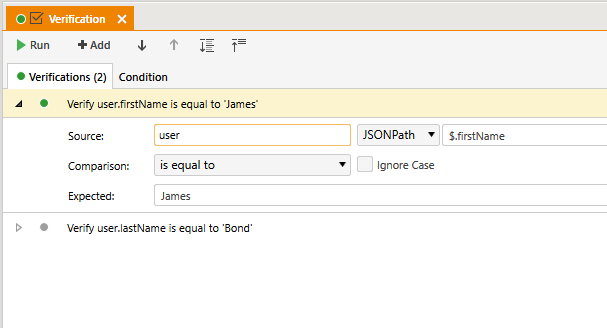 Verification
Run Add
Verifications (2) Condition
Verify user.firstName is equal to 'James'
Source: user JSONPath $.firstName
Comparison: is equal to Ignore Case
Expected: James
Verify user.lastName is equal to 'Bond'